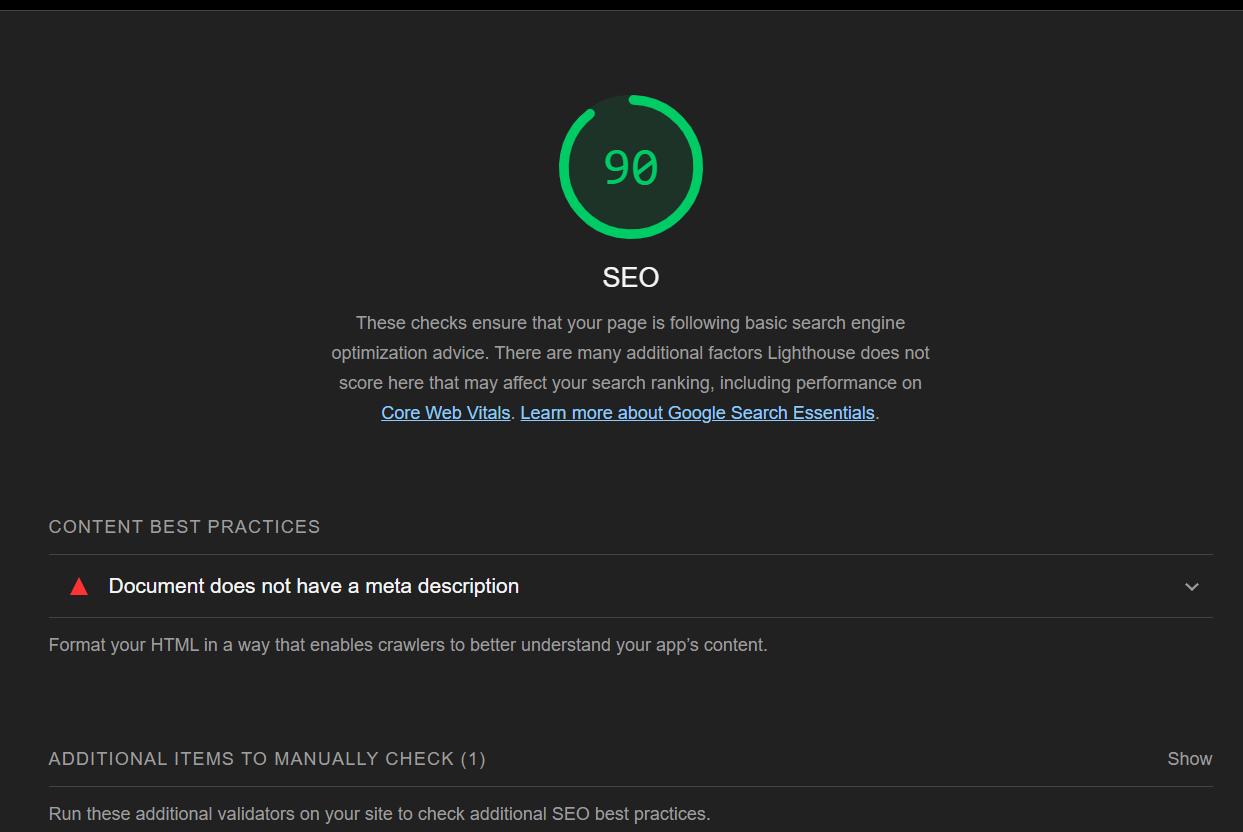 90
SEO
These checks ensure that your page is following basic search engine
optimization advice. There are many additional factors Lighthouse does not
score here that may affect your search ranking, including performance on
Core Web Vitals. Learn more about Google Search Essentials.
CONTENT BEST PRACTICES
Document does not have a meta description
Format your HTML in a way that enables crawlers to better understand your app’s content.
ADDITIONAL ITEMS TO MANUALLY CHECK (1)
Show
Run these additional validators on your site to check additional SEO best practices.